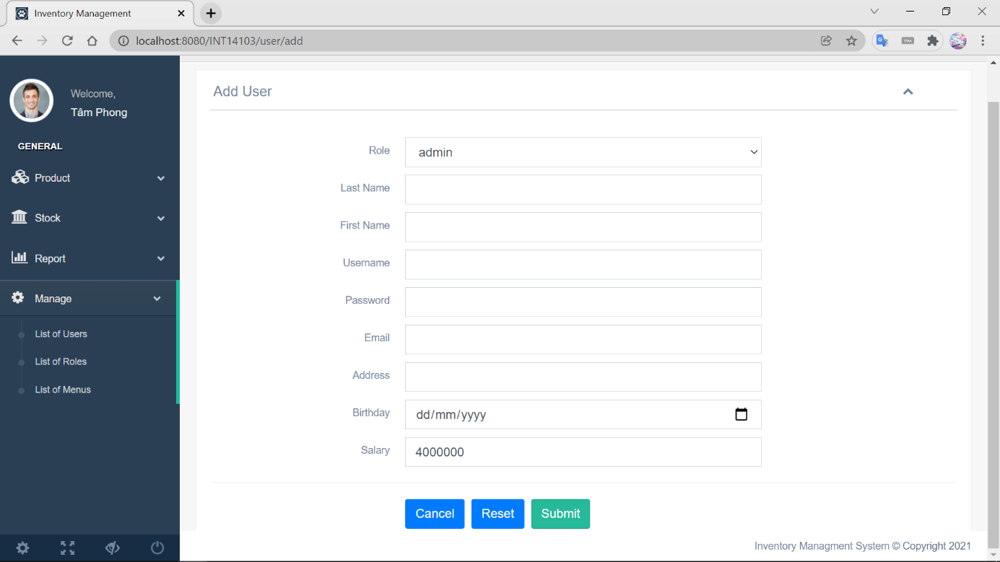 Inventory Management
localhost:8080/INT14103/user/add
Welcome,
Tâm Phong
GENERAL
Product
Stock
Report
Manage
List of Users
List of Roles
List of Menus
Add User
Role
admin
Last Name
First Name
Username
Password
Email
Address
Birthday
dd/mm/yyyy
Salary
4000000
Cancel Reset Submit
Inventory Managment System © Copyright 2021